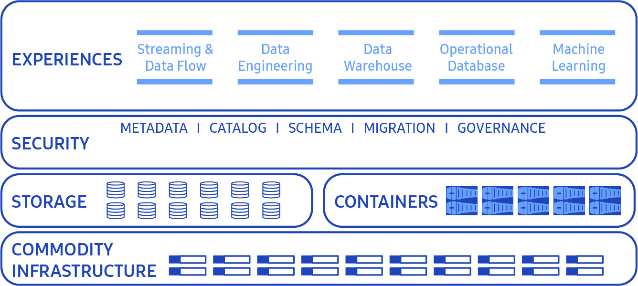 EXPERIENCES
Streaming &
Data Flow
Data
Engineering
Data
Warehouse
Operational
Database
Machine
Learning
SECURITY
METADATA | CATALOG | SCHEMA | MIGRATION | GOVERNANCE
STORAGE
CONTAINERS
COMMODITY
INFRASTRUCTURE